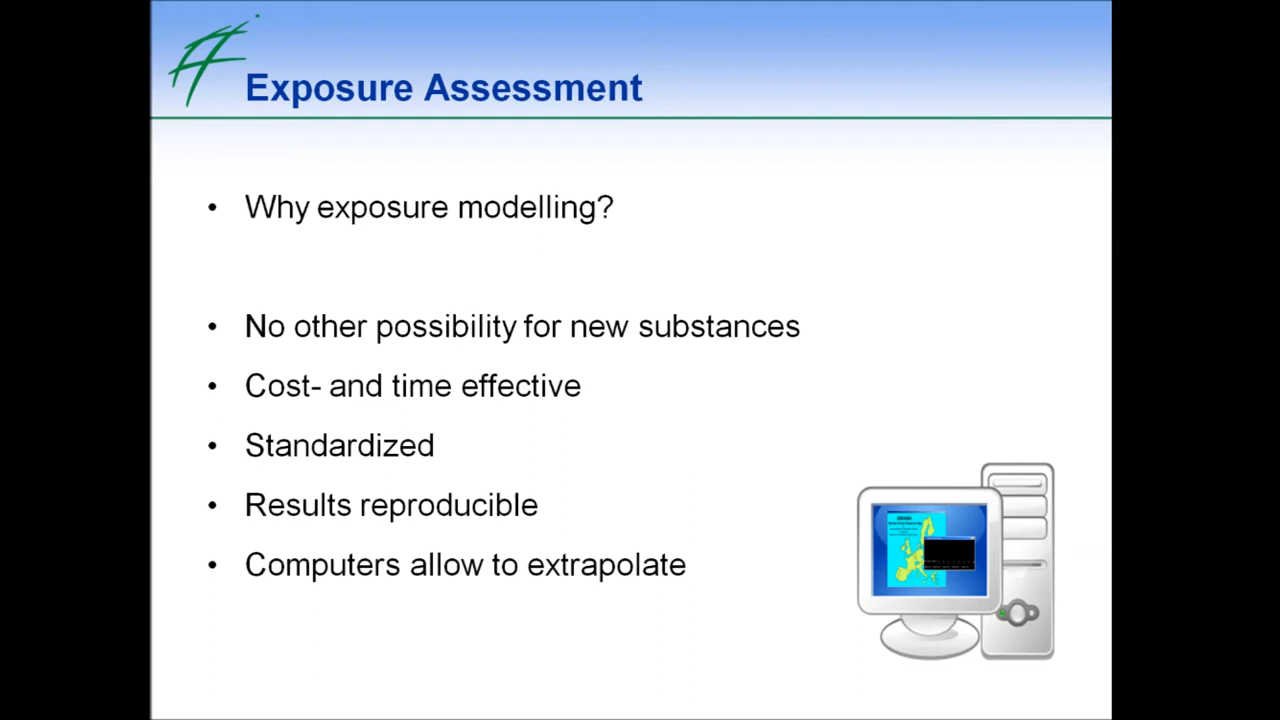 Exposure Assessment
• Why exposure modelling?
• No other possibility for new substances
• Cost- and time effective
• Standardized
• Results reproducible
• Computers allow to extrapolate